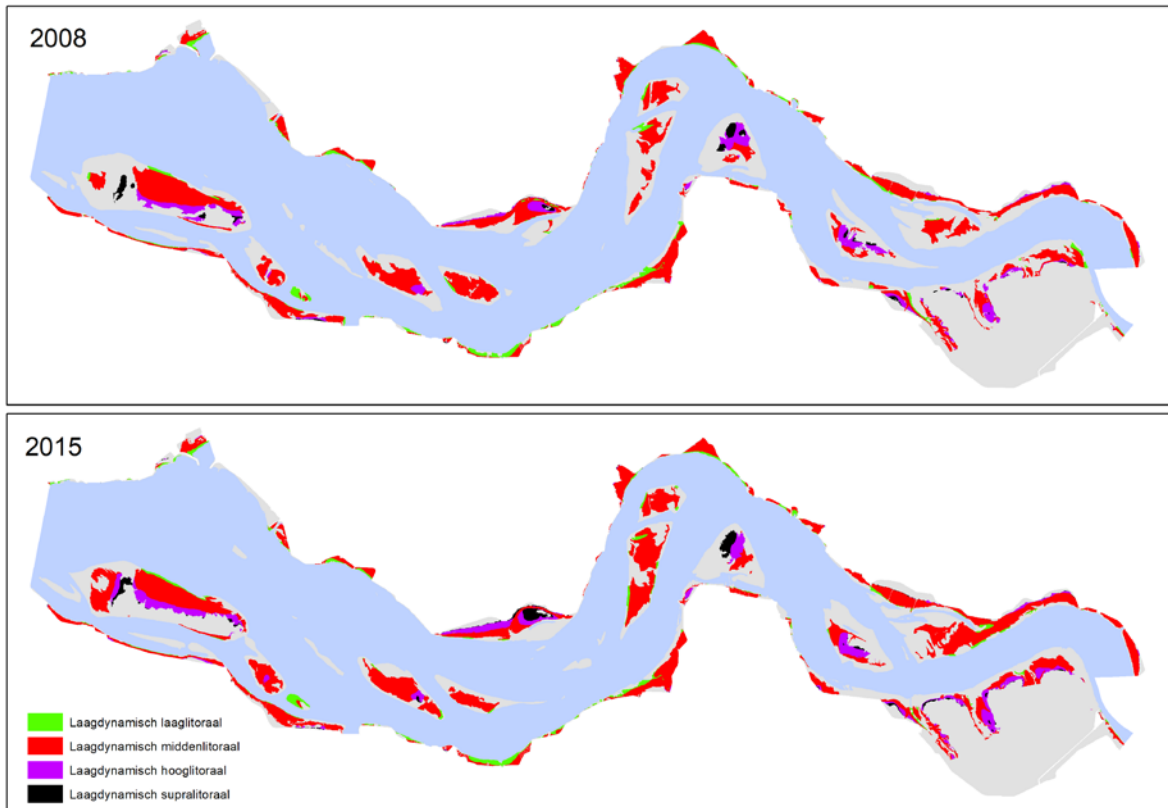 2008
2015
Laagdynamisch laaglitoraal
Laagdynamisch middenlitoraal
Laagdynamisch hooglitoraal
Laagdynamisch supralitoraal